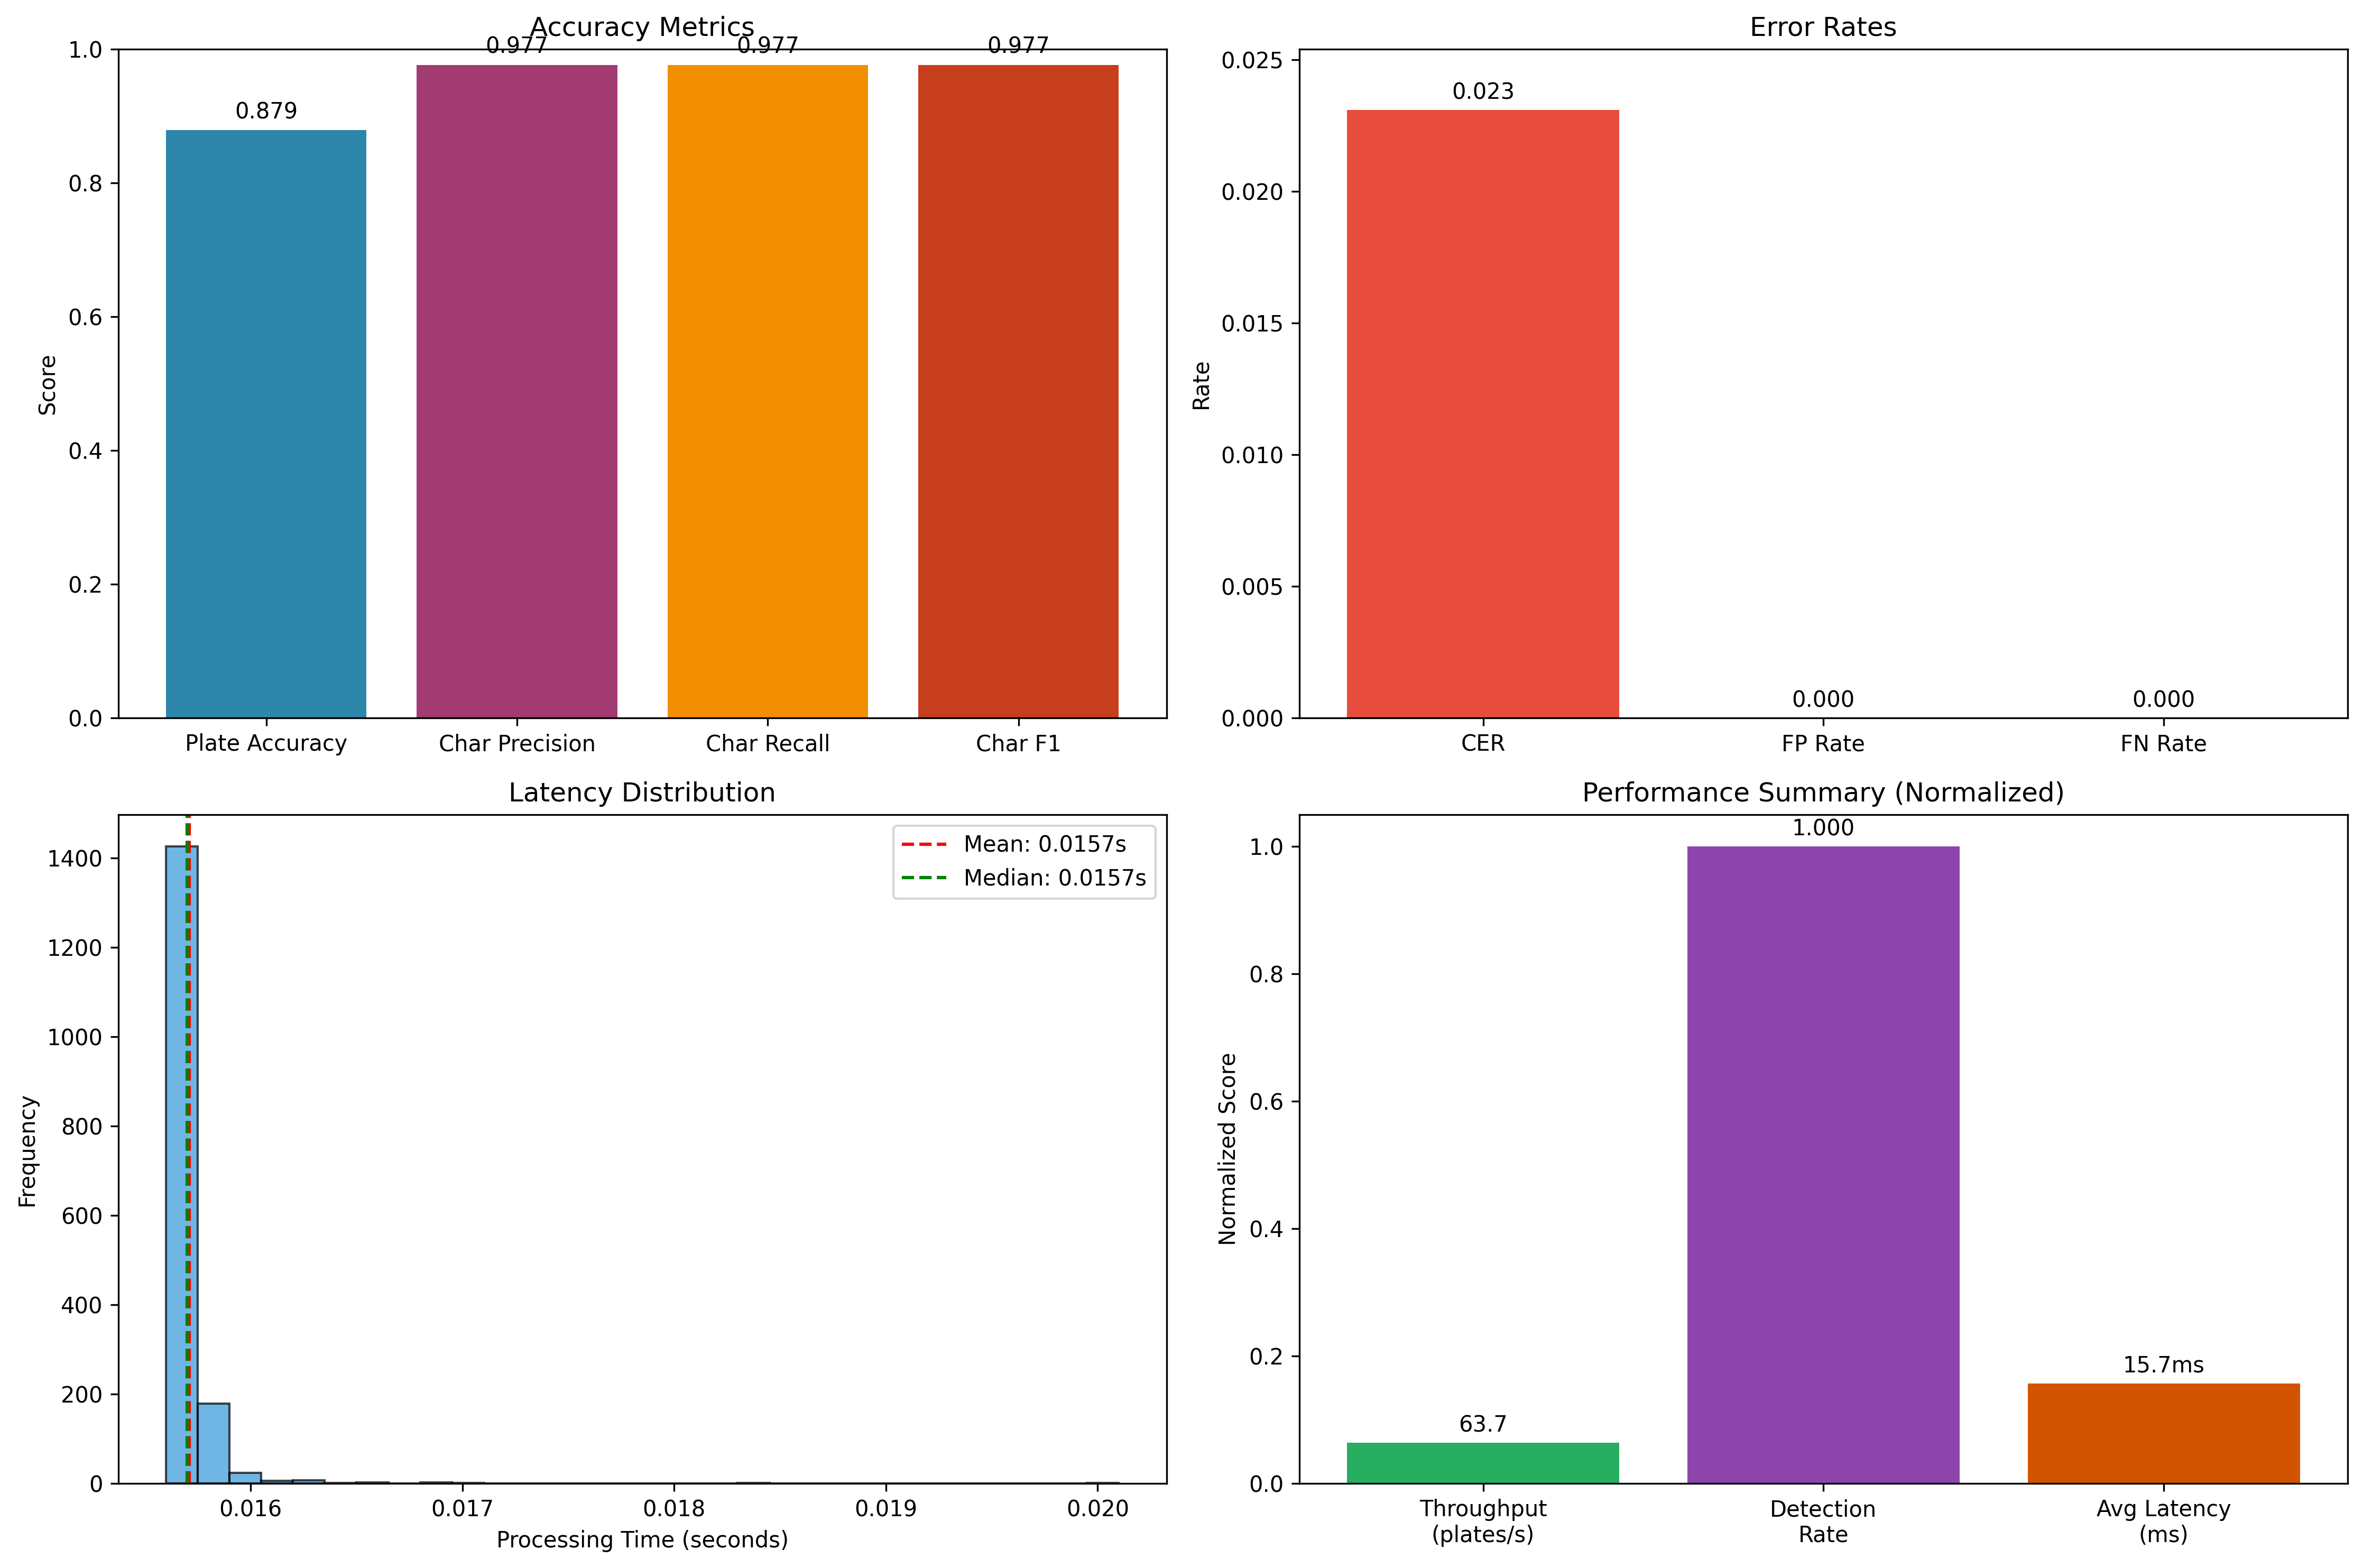 Accuracy Metrics
Score
1.0
0.8
0.6
0.4
0.2
0.0
0.879
0.977
0.977
0.977
Plate Accuracy
Char Precision
Char Recall
Char F1
Error Rates
Rate
0.025
0.020
0.015
0.010
0.005
0.000
0.023
0.000
0.000
CER
FP Rate
FN Rate
Latency Distribution
Frequency
1400
1200
1000
800
600
400
200
0
Mean: 0.0157s
Median: 0.0157s
0.016
0.017
0.018
0.019
0.020
Processing Time (seconds)
Performance Summary (Normalized)
Normalized Score
1.0
0.8
0.6
0.4
0.2
0.0
63.7
1.000
15.7ms
Throughput
(plates/s)
Detection
Rate
Avg Latency
(ms)